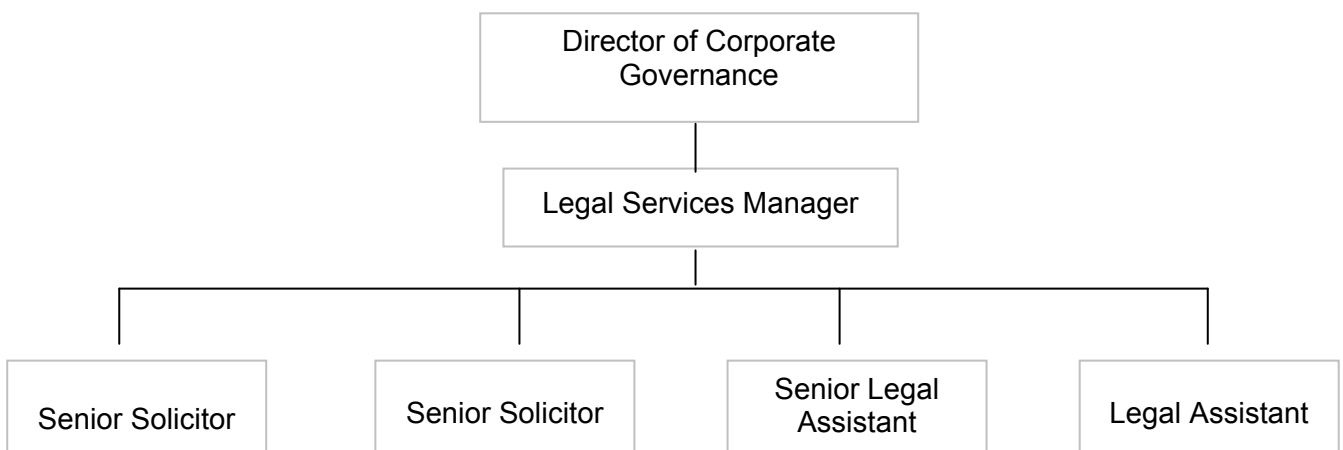 Director of Corporate
Governance
Legal Services Manager
Senior Solicitor
Senior Solicitor
Senior Legal
Assistant
Legal Assistant